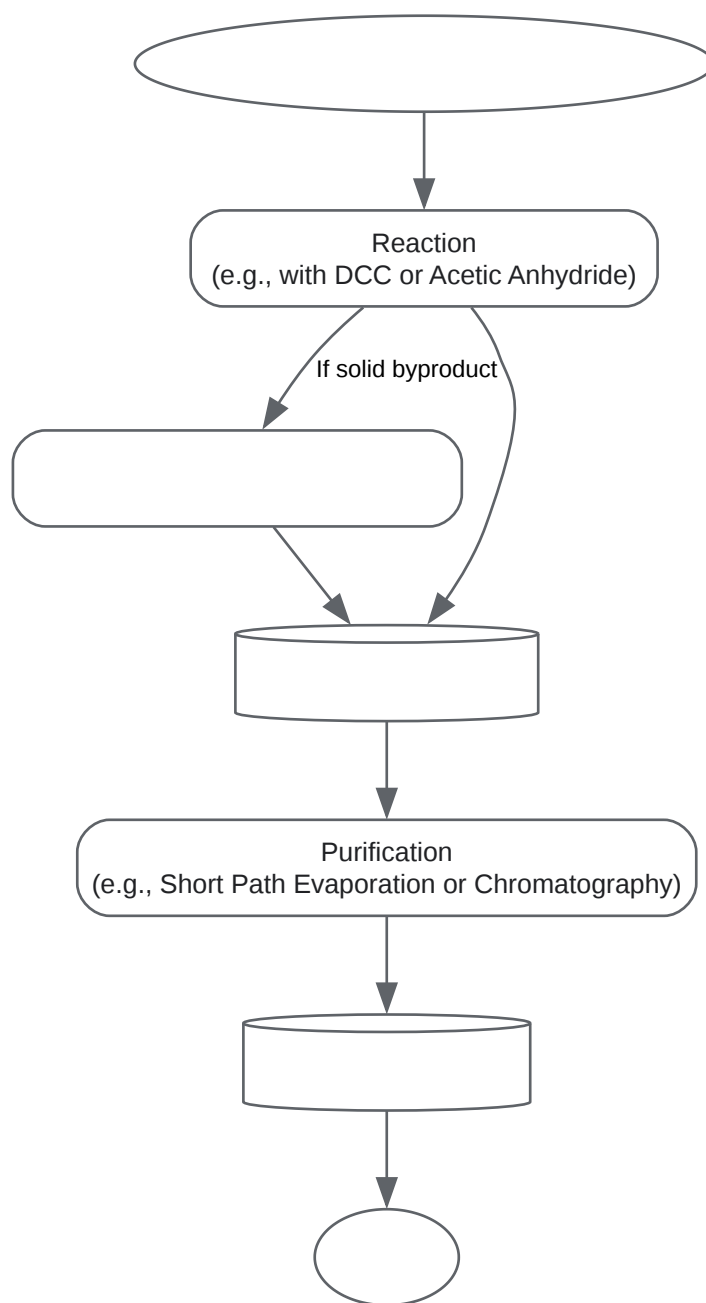 Reaction
(e.g., with DCC or Acetic Anhydride)
If solid byproduct
Purification
(e.g., Short Path Evaporation or Chromatography)